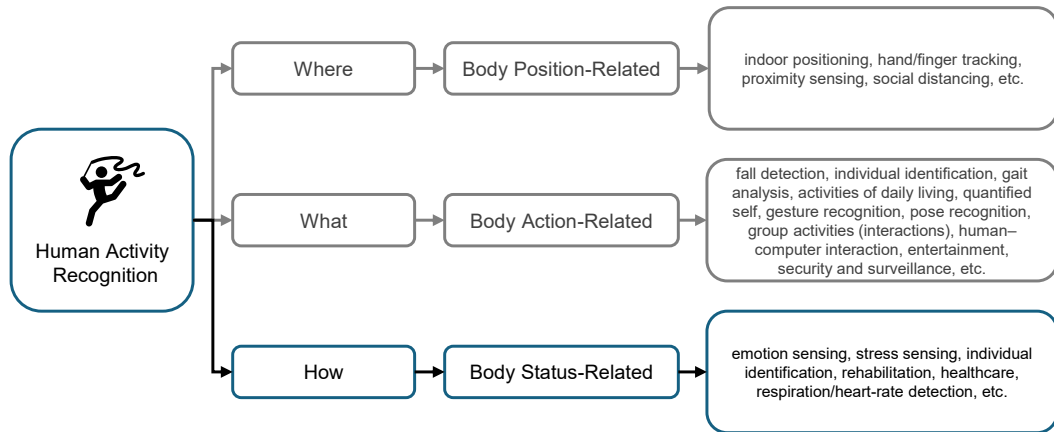 Human Activity
Recognition
Where
Body Position-Related
indoor positioning, hand/finger tracking,
proximity sensing, social distancing, etc.
What
Body Action-Related
fall detection, individual identification, gait
analysis, activities of daily living, quantified
self, gesture recognition, pose recognition,
group activities (interactions), human–
computer interaction, entertainment,
security and surveillance, etc.
How
Body Status-Related
emotion sensing, stress sensing, individual
identification, rehabilitation, healthcare,
respiration/heart-rate detection, etc.